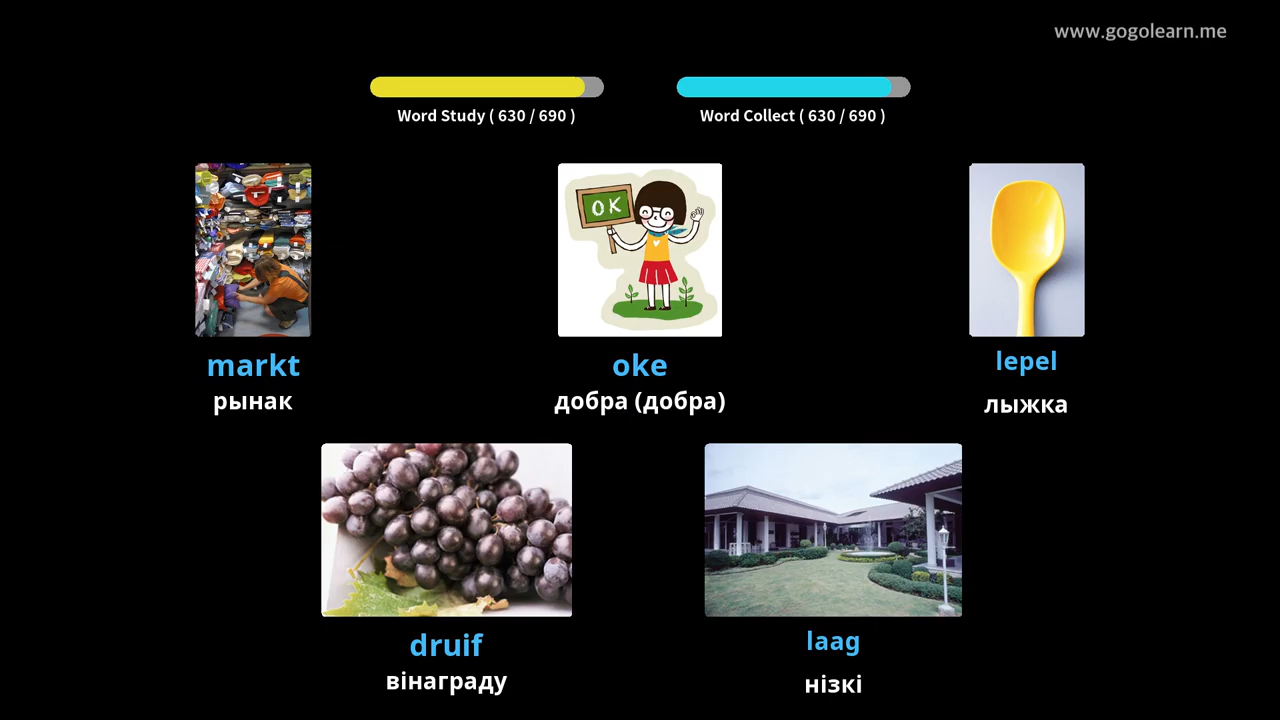 www.gogolearn.me
Word Study ( 630 / 690 )
Word Collect ( 630 / 690 )
OK
markt
рынак
oke
добра (добра)
lepel
лыжка
druif
вінаграду
laag
нізкі